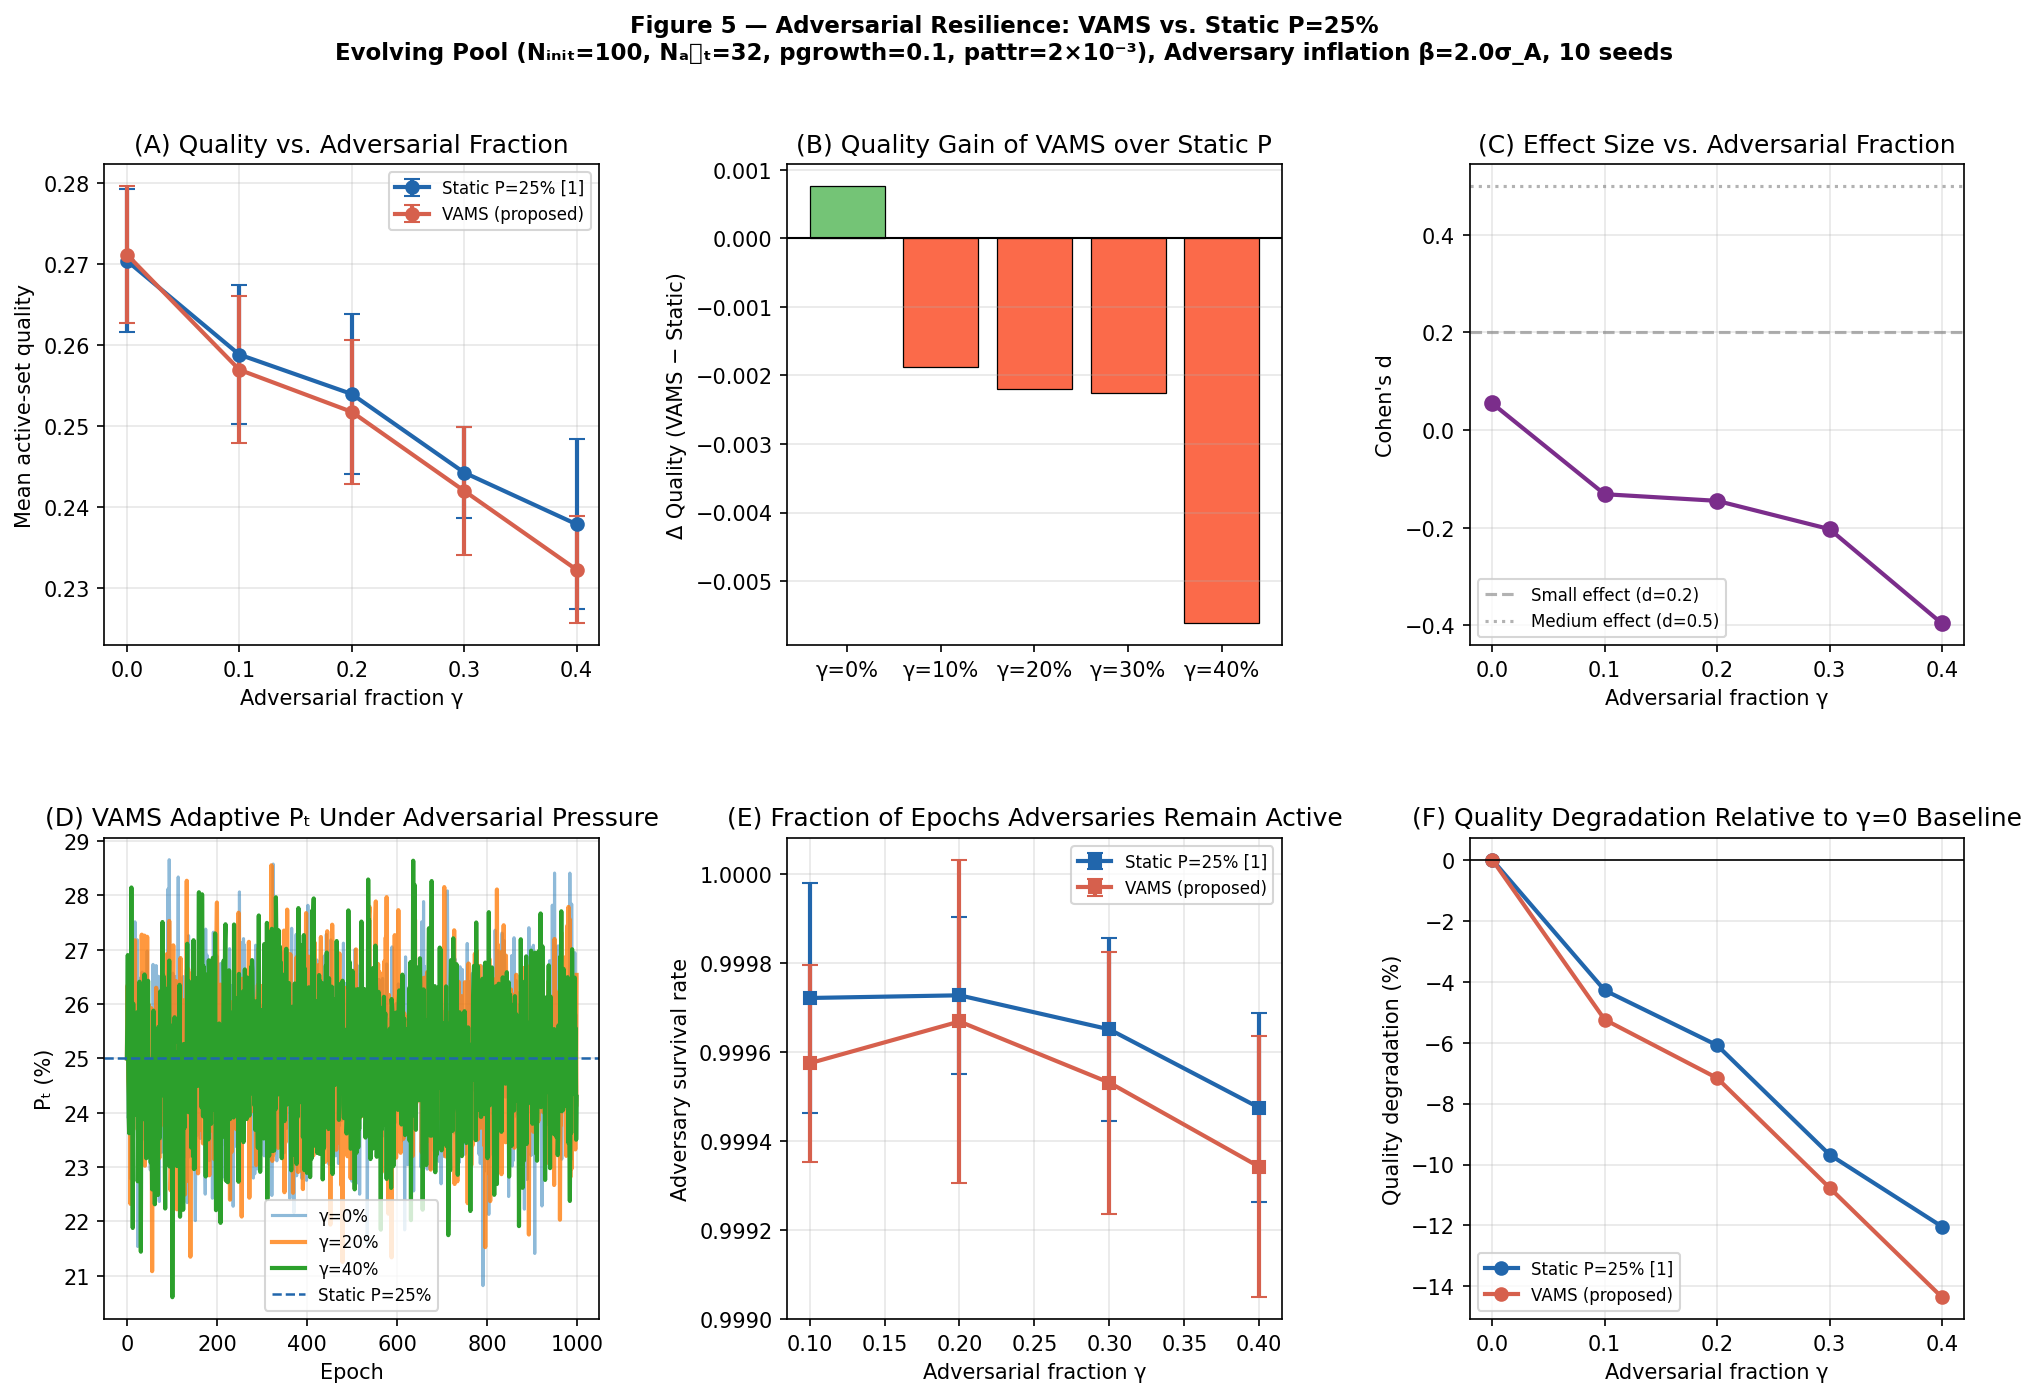 Figure 5 — Adversarial Resilience: VAMS vs. Static P=25%
Evolving Pool (Nᵢₙᵢₜ=100, Nₐ▯ₜ=32, pgrowth=0.1, pattr=2×10⁻³), Adversary inflation β=2.0σ_A, 10 seeds
(A) Quality vs. Adversarial Fraction
Mean active-set quality
0.28
0.27
0.26
0.25
0.24
0.23
Static P=25% [1]
VAMS (proposed)
0.0 0.1 0.2 0.3 0.4
Adversarial fraction γ
(B) Quality Gain of VAMS over Static P
Δ Quality (VAMS − Static)
0.001
0.000
−0.001
−0.002
−0.003
−0.004
−0.005
γ=0% γ=10% γ=20% γ=30% γ=40%
(C) Effect Size vs. Adversarial Fraction
Cohen's d
0.4
0.2
0.0
−0.2
−0.4
Small effect (d=0.2)
Medium effect (d=0.5)
0.0 0.1 0.2 0.3 0.4
Adversarial fraction γ
(D) VAMS Adaptive Pₜ Under Adversarial Pressure
Pₜ (%)
29
28
27
26
25
24
23
22
21
γ=0%
γ=20%
γ=40%
Static P=25%
0 200 400 600 800 1000
Epoch
(E) Fraction of Epochs Adversaries Remain Active
Adversary survival rate
1.0000
0.9998
0.9996
0.9994
0.9992
0.9990
Static P=25% [1]
VAMS (proposed)
0.10 0.15 0.20 0.25 0.30 0.35 0.40
Adversarial fraction γ
(F) Quality Degradation Relative to γ=0 Baseline
Quality degradation (%)
0
−2
−4
−6
−8
−10
−12
−14
Static P=25% [1]
VAMS (proposed)
0.0 0.1 0.2 0.3 0.4
Adversarial fraction γ